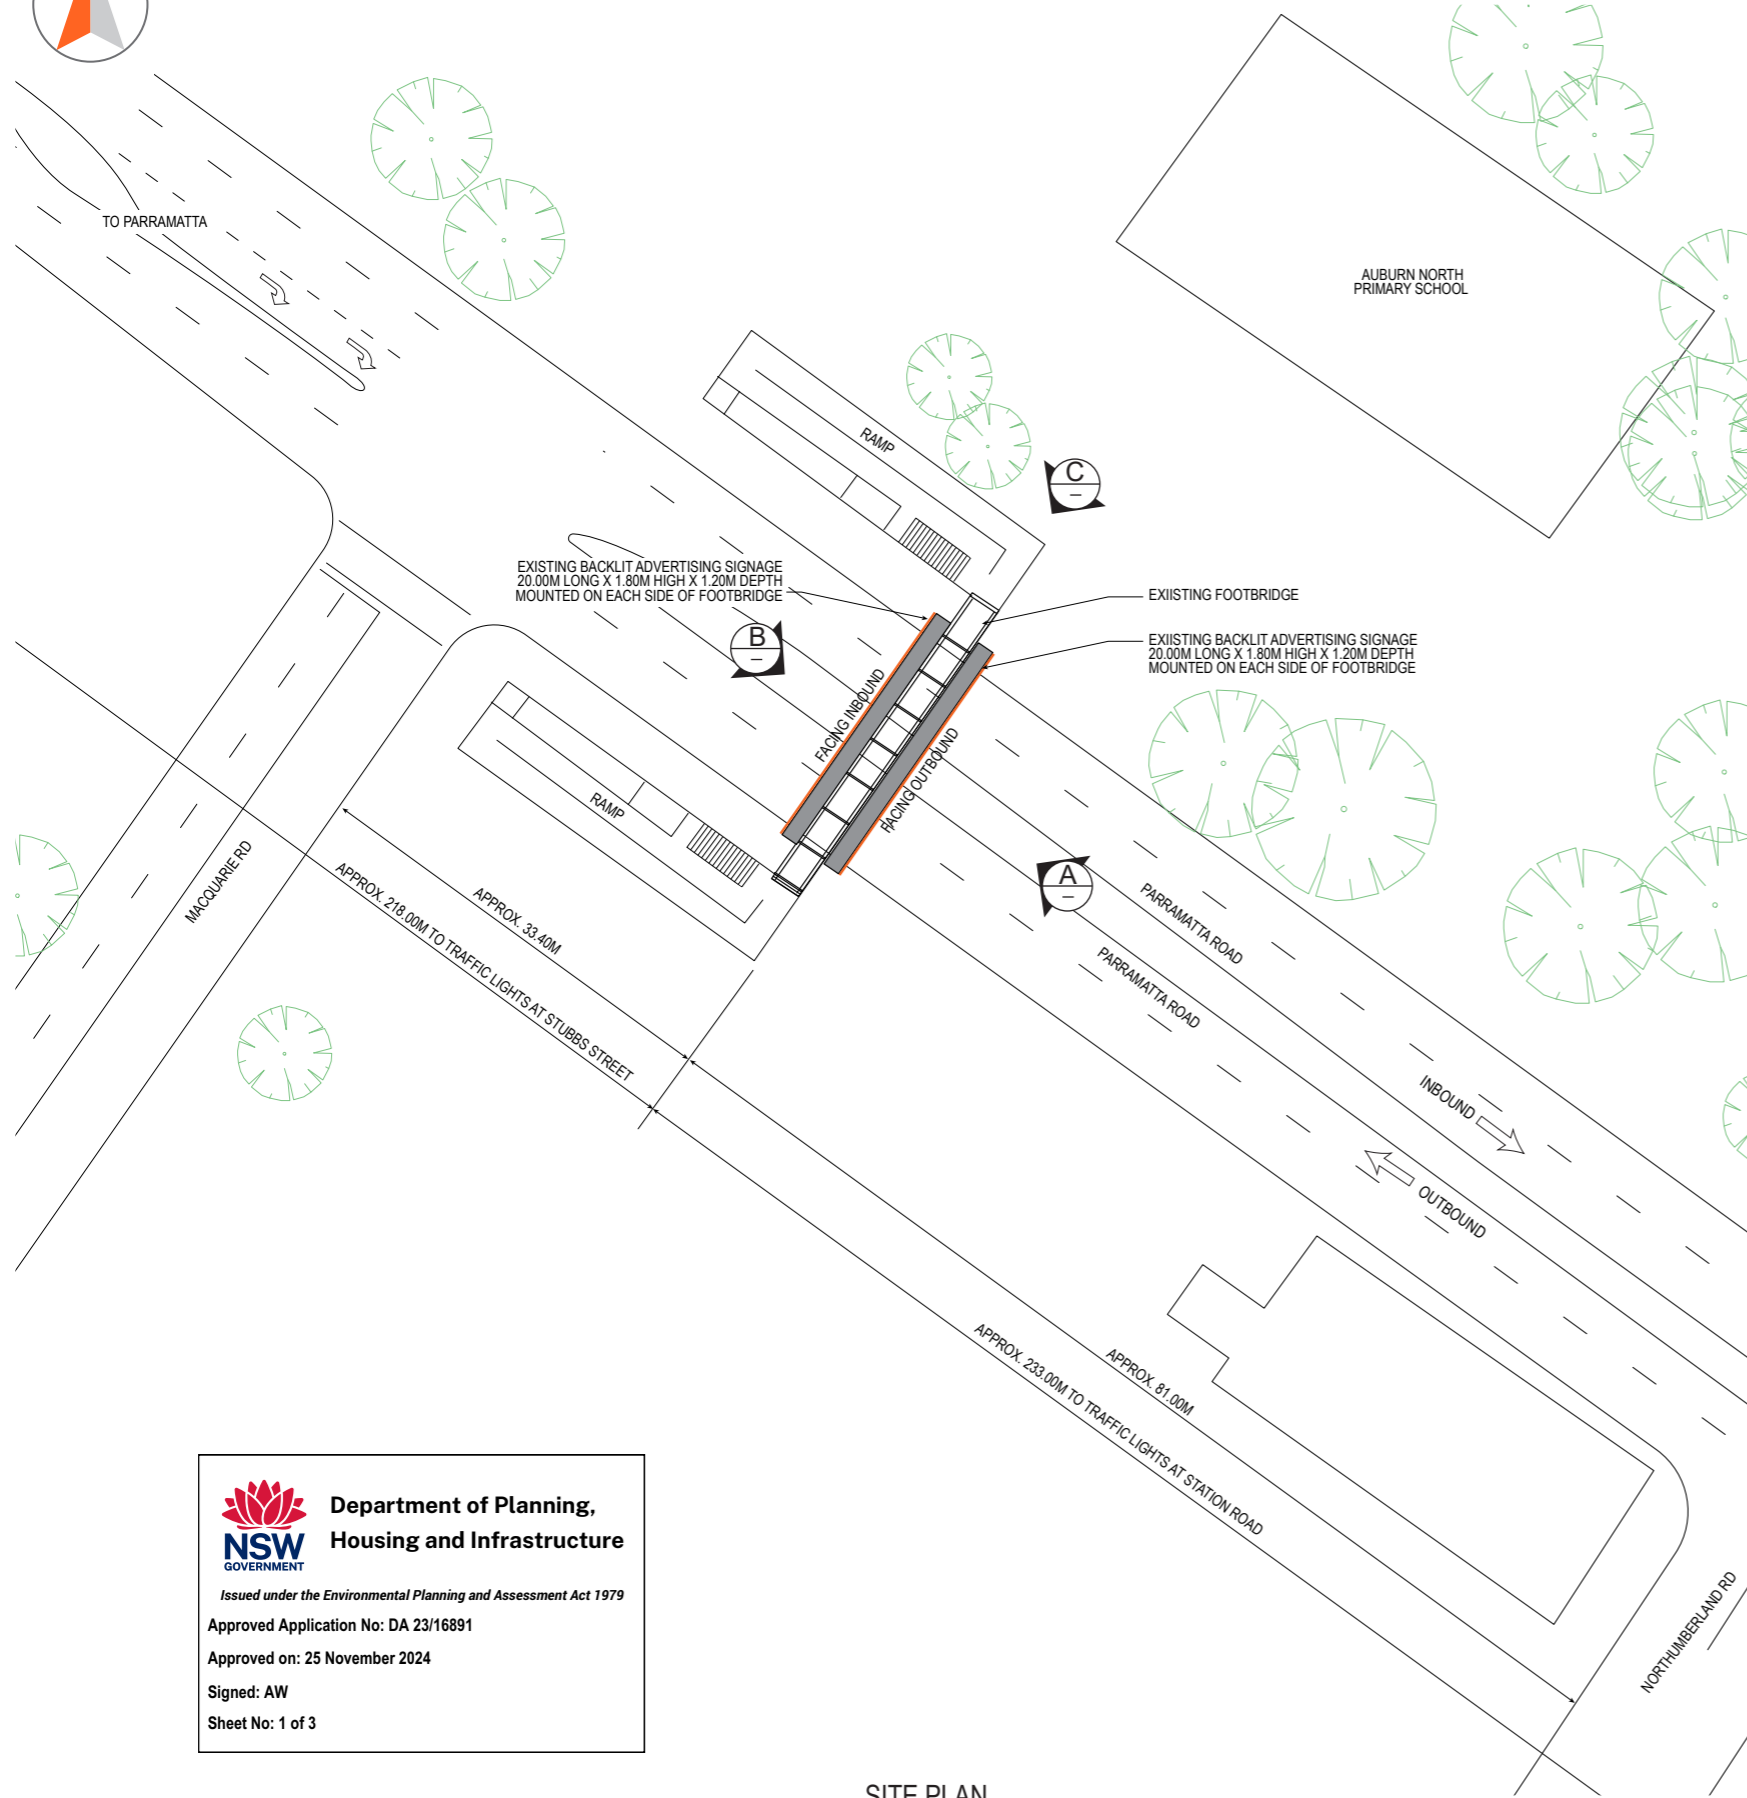 TO PARRAMATTA
AUBURN NORTH
PRIMARY SCHOOL
RAMP
C
–
EXISTING BACKLIT ADVERTISING SIGNAGE
20.00M LONG X 1.80M HIGH X 1.20M DEPTH
MOUNTED ON EACH SIDE OF FOOTBRIDGE
EXIISTING FOOTBRIDGE
B
–
EXIISTING BACKLIT ADVERTISING SIGNAGE
20.00M LONG X 1.80M HIGH X 1.20M DEPTH
MOUNTED ON EACH SIDE OF FOOTBRIDGE
FACING INBOUND
FACING OUTBOUND
RAMP
MACQUARIE RD
A
–
APPROX. 33.40M
APPROX. 218.00M TO TRAFFIC LIGHTS AT STUBBS STREET
PARRAMATTA ROAD
PARRAMATTA ROAD
INBOUND
OUTBOUND
APPROX. 81.00M
APPROX. 233.00M TO TRAFFIC LIGHTS AT STATION ROAD
NORTHUMBERLAND RD
NSW
GOVERNMENT
Department of Planning,
Housing and Infrastructure
Issued under the Environmental Planning and Assessment Act 1979
Approved Application No: DA 23/16891
Approved on: 25 November 2024
Signed: AW
Sheet No: 1 of 3
SITE PLAN